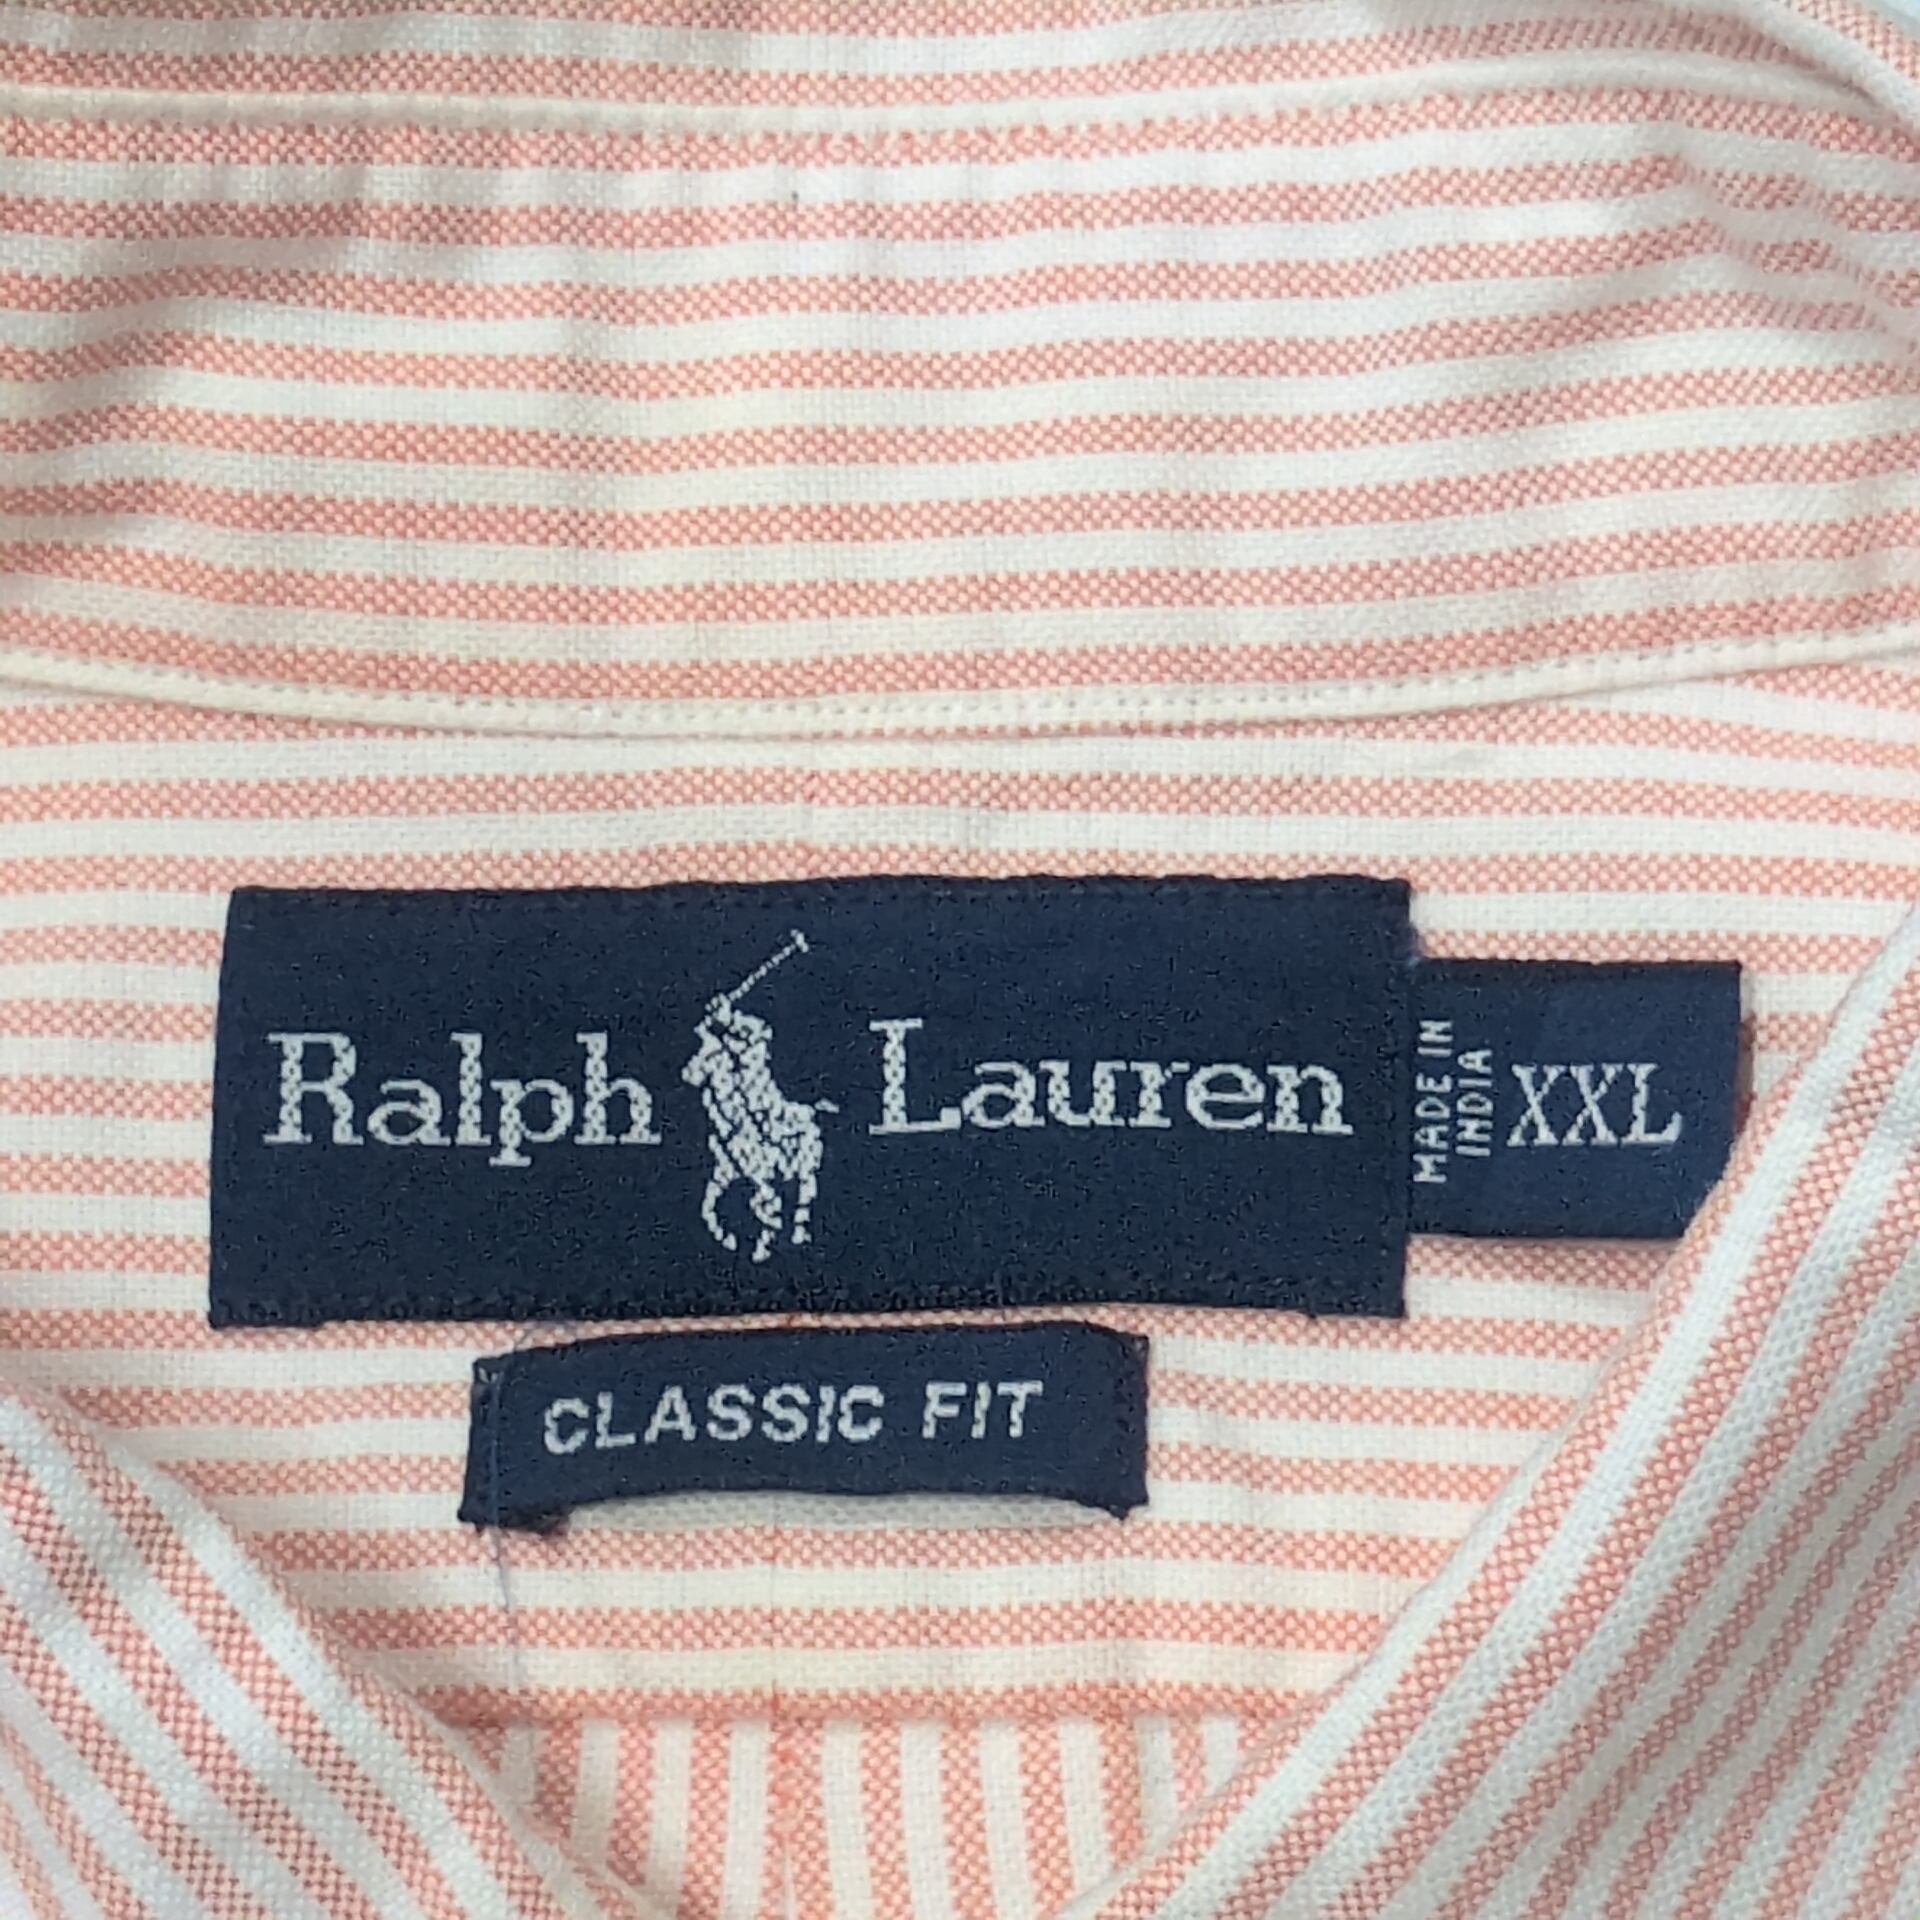 Ralph Lauren
MADE IN
INDIA
XXL
CLASSIC FIT